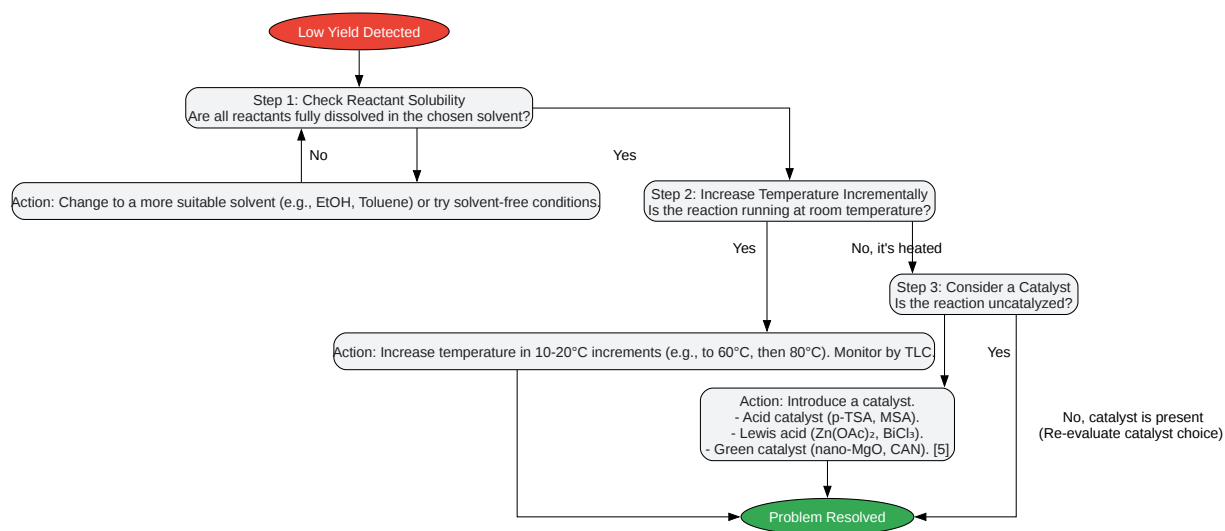 Low Yield Detected
Step 1: Check Reactant Solubility
Are all reactants fully dissolved in the chosen solvent?
No
Yes
Action: Change to a more suitable solvent (e.g., EtOH, Toluene) or try solvent-free conditions.
Step 2: Increase Temperature Incrementally
Is the reaction running at room temperature?
Yes
No, it's heated
Step 3: Consider a Catalyst
Is the reaction uncatalyzed?
Action: Increase temperature in 10-20°C increments (e.g., to 60°C, then 80°C). Monitor by TLC.
Yes
Action: Introduce a catalyst.
- Acid catalyst (p-TSA, MSA).
- Lewis acid (Zn(OAc)₂, BiCl₃).
- Green catalyst (nano-MgO, CAN). [5]
No, catalyst is present
(Re-evaluate catalyst choice)
Problem Resolved